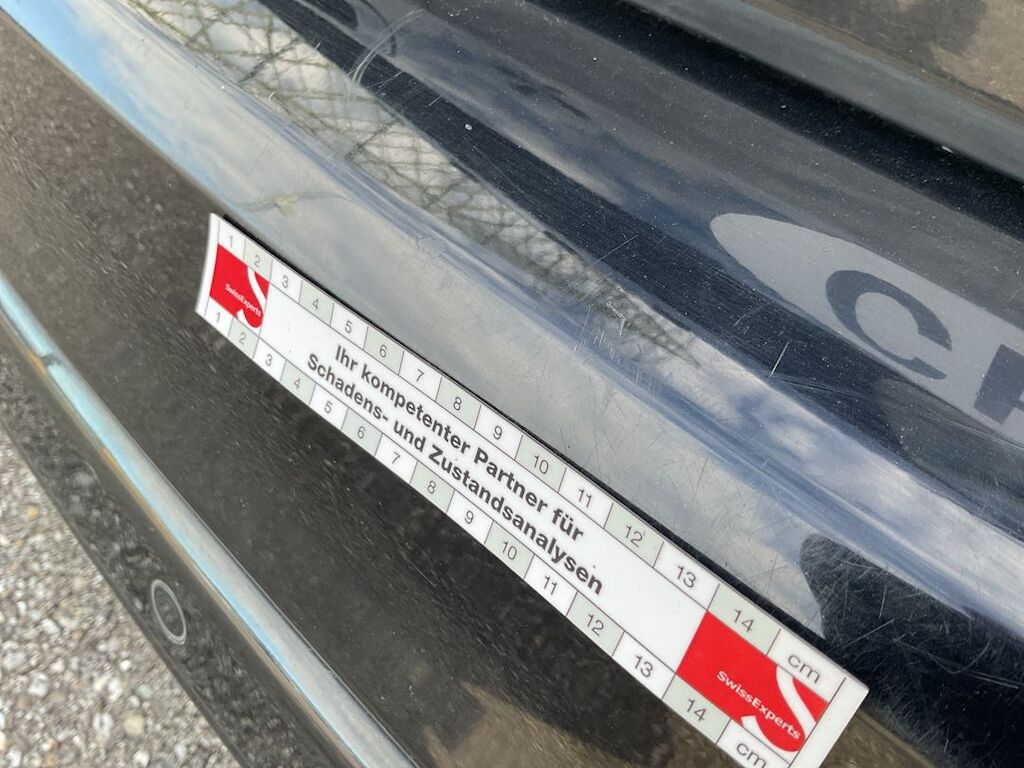 1 2 3 4 5 6 7 8 9 10 11 12 13 14 cm
SwissExperts
Ihr kompetenter Partner für
Schadens- und Zustandsanalysen
SwissExperts
1 2 3 4 5 6 7 8 9 10 11 12 13 14 cm
C